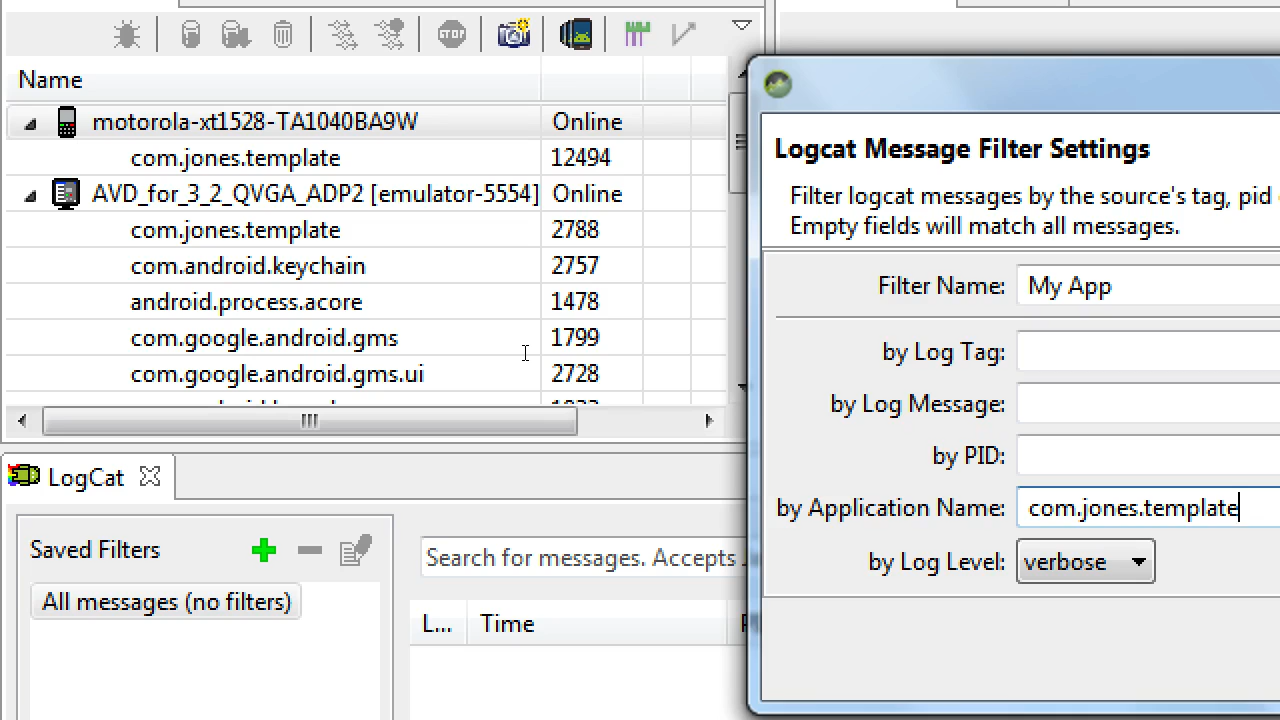 STOP
Name
motorola-xt1528-TA1040BA9W Online
com.jones.template 12494
AVD_for_3_2_QVGA_ADP2 [emulator-5554] Online
com.jones.template 2788
com.android.keychain 2757
android.process.acore 1478
com.google.android.gms 1799
com.google.android.gms.ui 2728
LogCat
Saved Filters
All messages (no filters)
Search for messages. Accepts
L... Time
Logcat Message Filter Settings
Filter logcat messages by the source's tag, pid
Empty fields will match all messages.
Filter Name: My App
by Log Tag:
by Log Message:
by PID:
by Application Name: com.jones.template
by Log Level: verbose